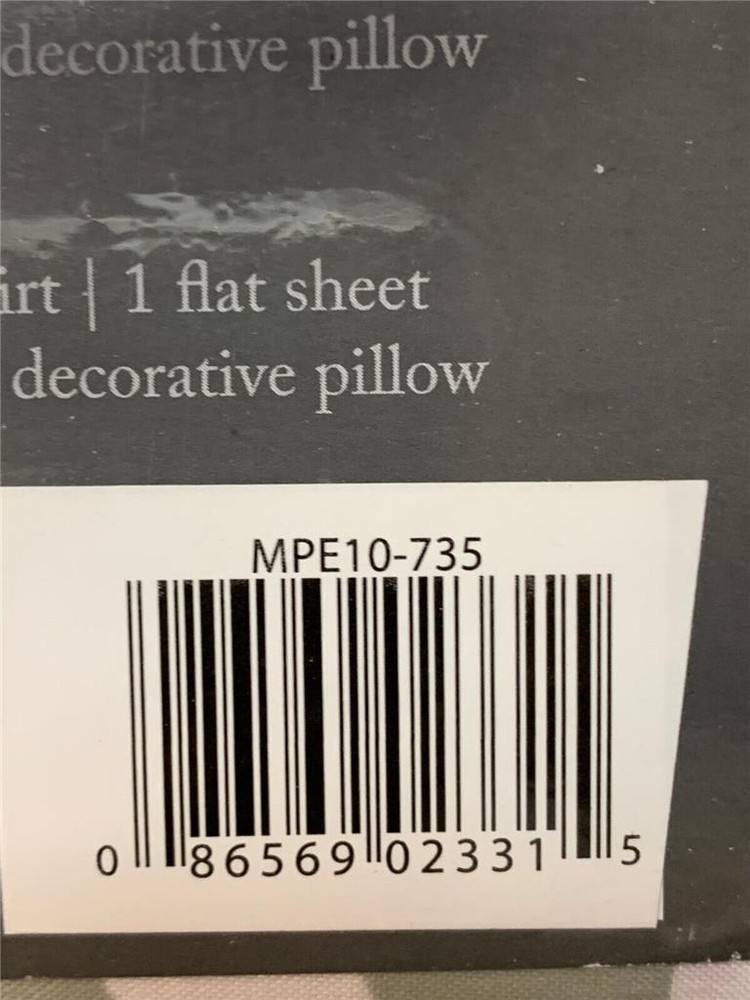 decorative pillow
irt | 1 flat sheet
decorative pillow
MPE10-735
0 86569 02331 5